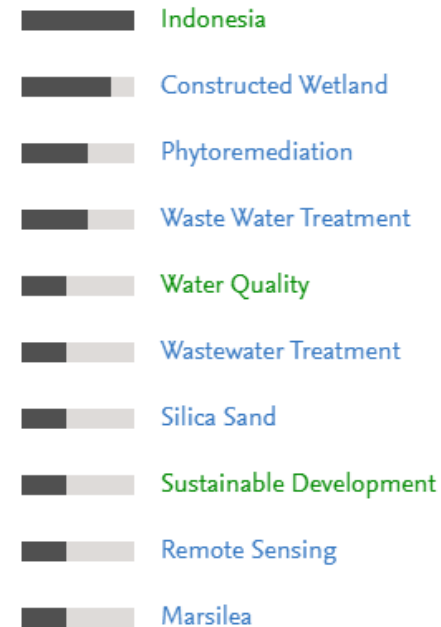 Indonesia
Constructed Wetland
Phytoremediation
Waste Water Treatment
Water Quality
Wastewater Treatment
Silica Sand
Sustainable Development
Remote Sensing
Marsilea